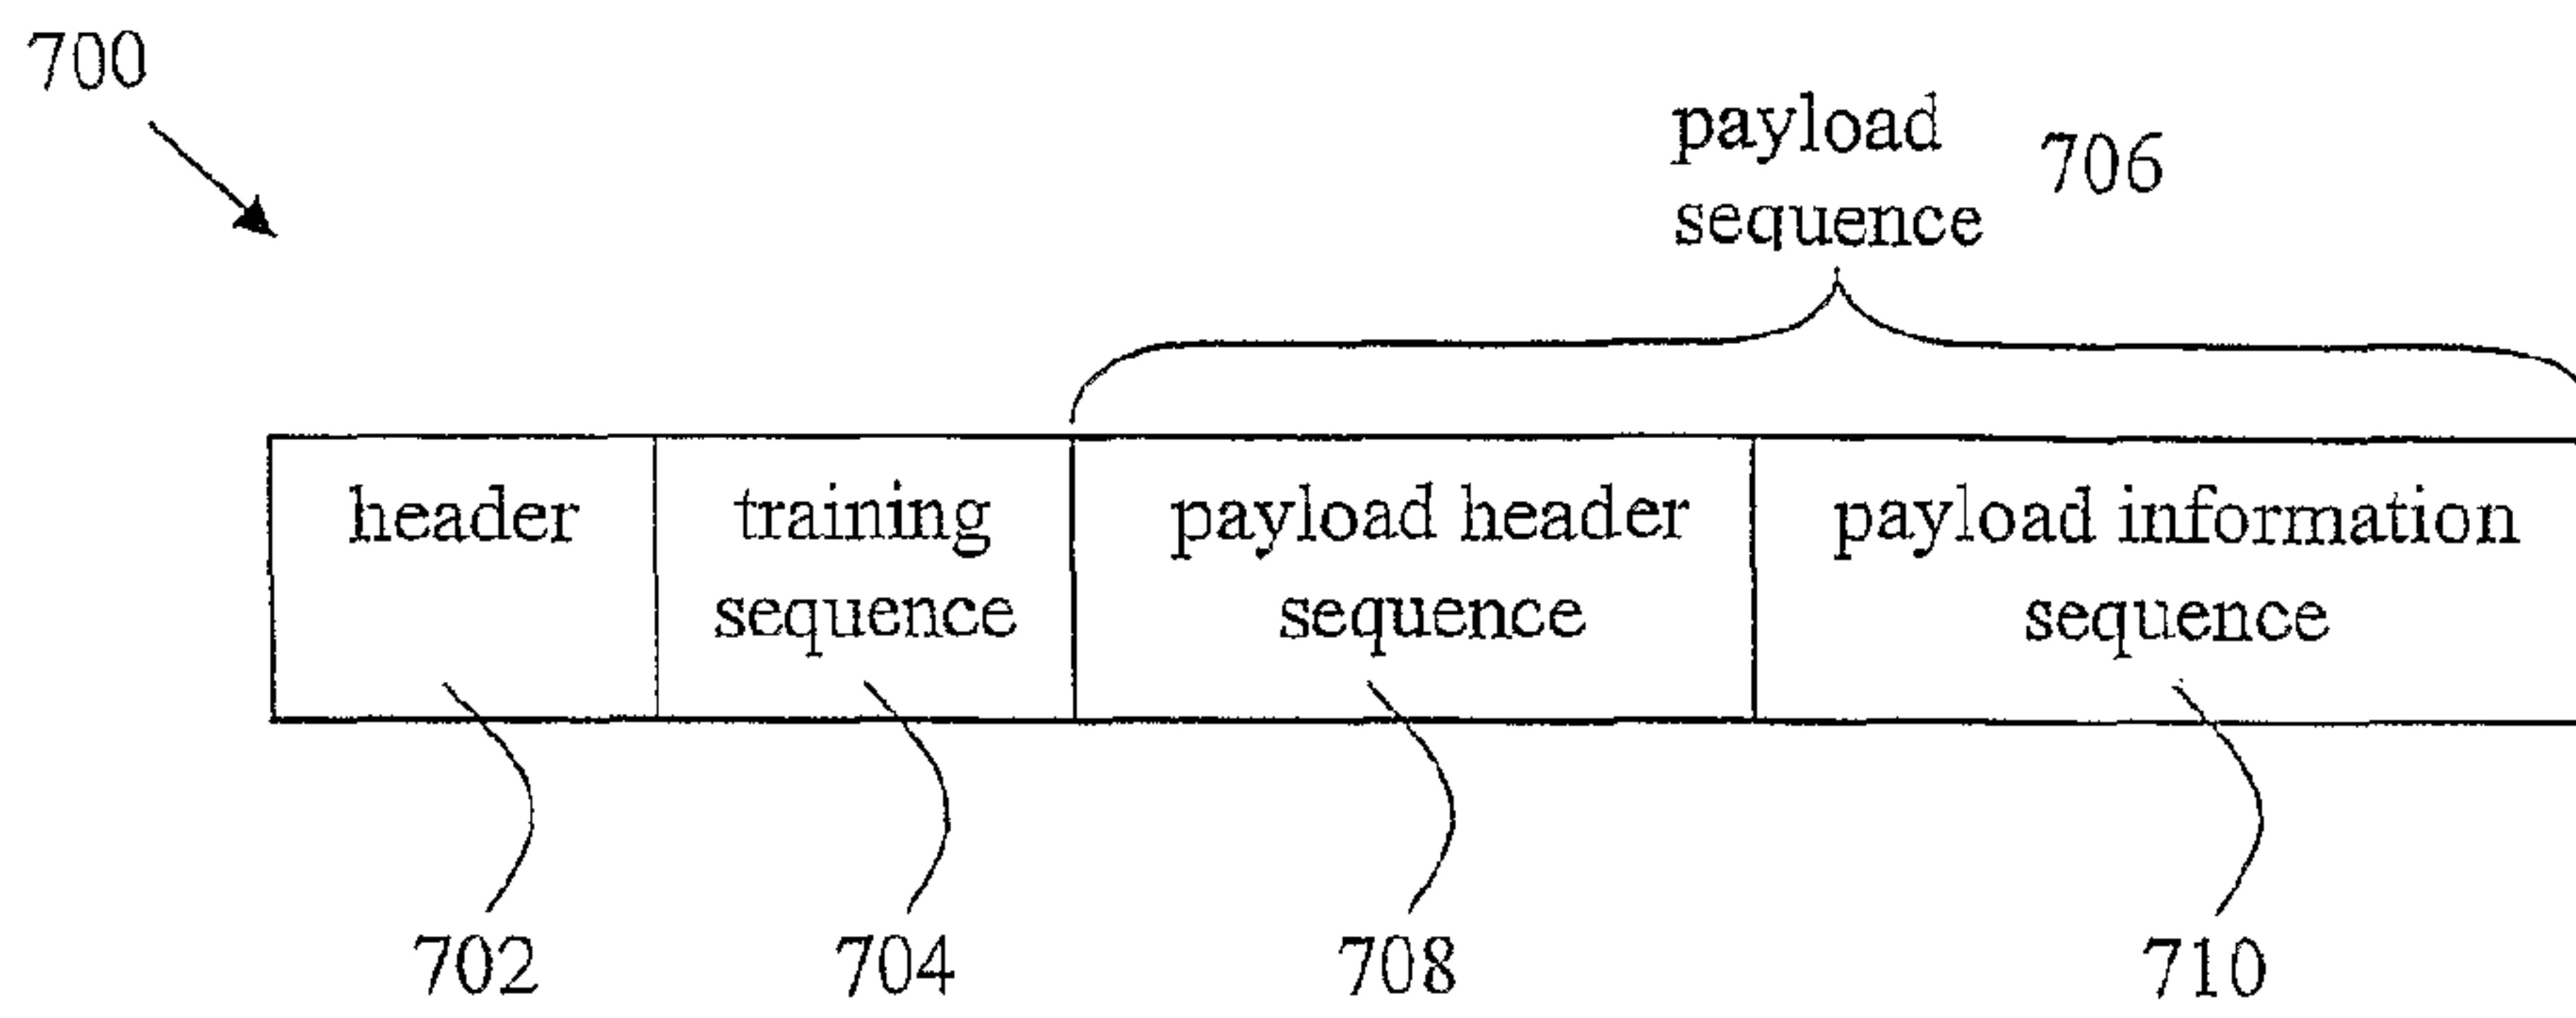 700
payload
sequence
706
header
training
sequence
payload header
sequence
payload information
sequence
702
704
708
710